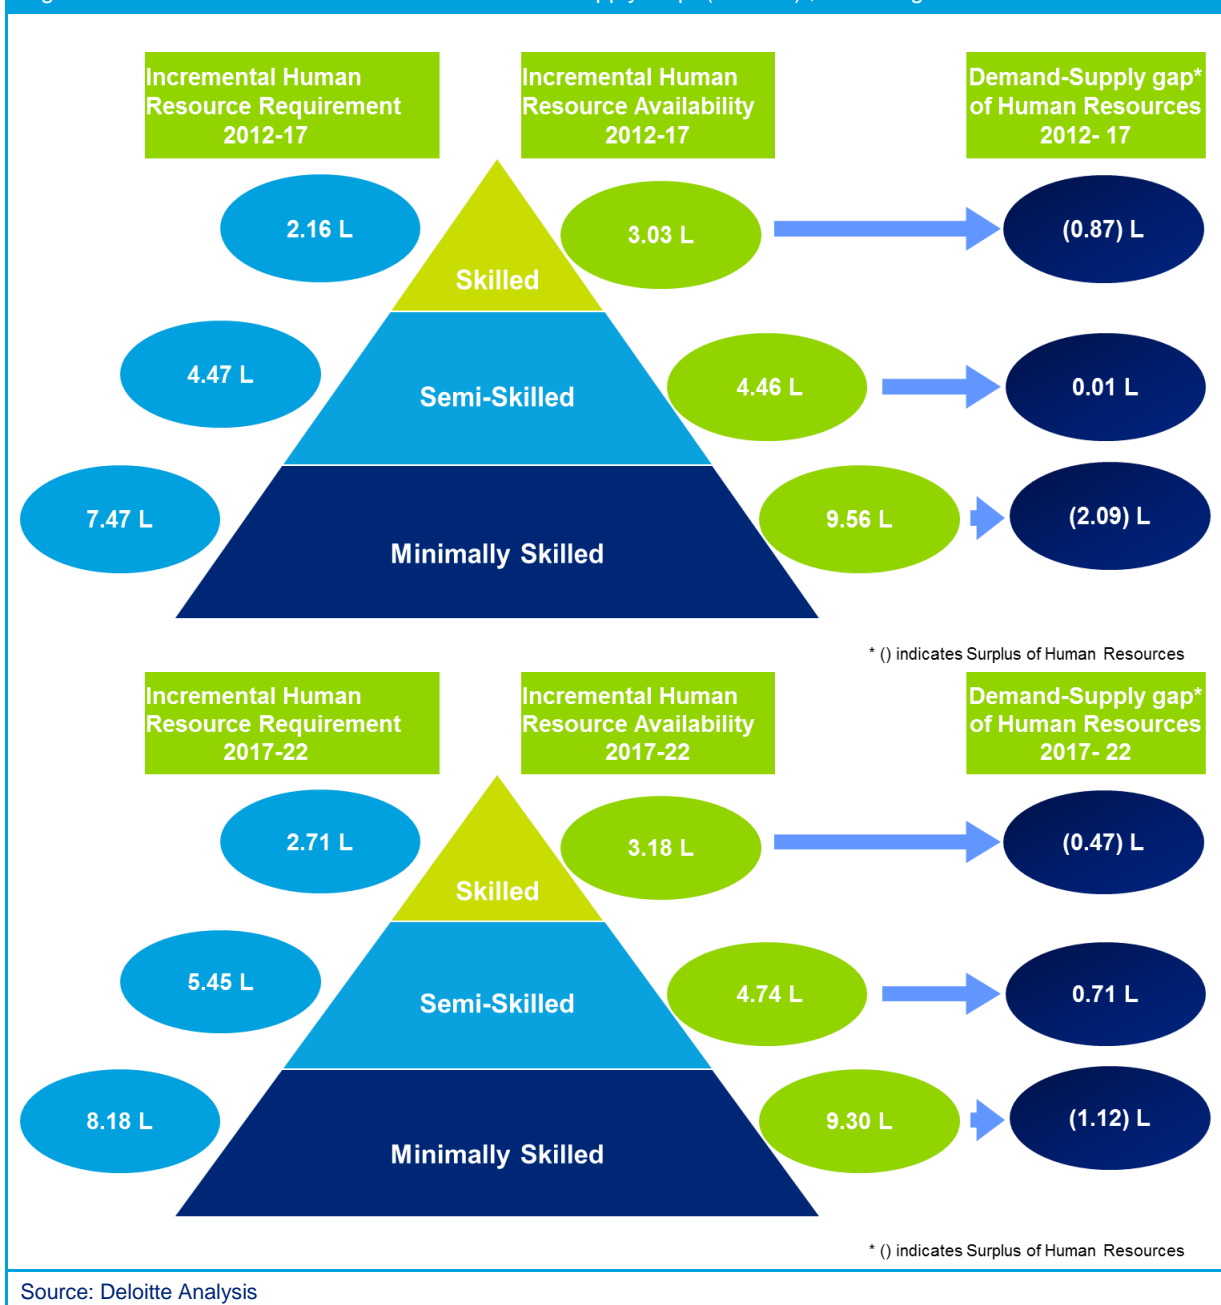 Incremental Human
Resource Requirement
2012-17
Incremental Human
Resource Availability
2012-17
Demand-Supply gap*
of Human Resources
2012- 17
2.16 L
3.03 L
(0.87) L
Skilled
4.47 L
4.46 L
0.01 L
Semi-Skilled
7.47 L
9.56 L
(2.09) L
Minimally Skilled
* () indicates Surplus of Human Resources
Incremental Human
Resource Requirement
2017-22
Incremental Human
Resource Availability
2017-22
Demand-Supply gap*
of Human Resources
2017- 22
2.71 L
3.18 L
(0.47) L
Skilled
5.45 L
4.74 L
0.71 L
Semi-Skilled
8.18 L
9.30 L
(1.12) L
Minimally Skilled
* () indicates Surplus of Human Resources
Source: Deloitte Analysis